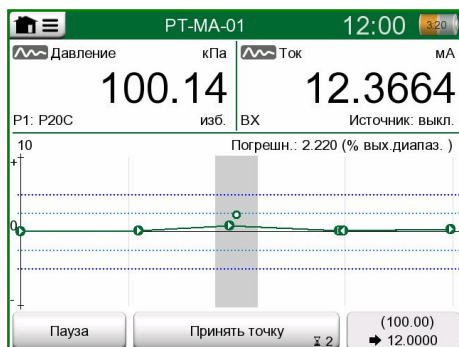 PT-MA-01 12:00 3:20
Давление кПа
100.14
P1: P20C изб.
Ток мА
12.3664
ВХ Источник: выкл.
10 Погрешн.: 2.220 (% вых.диапаз. )
+
0
-
Пауза
Принять точку 2
(100.00)
➡ 12.0000